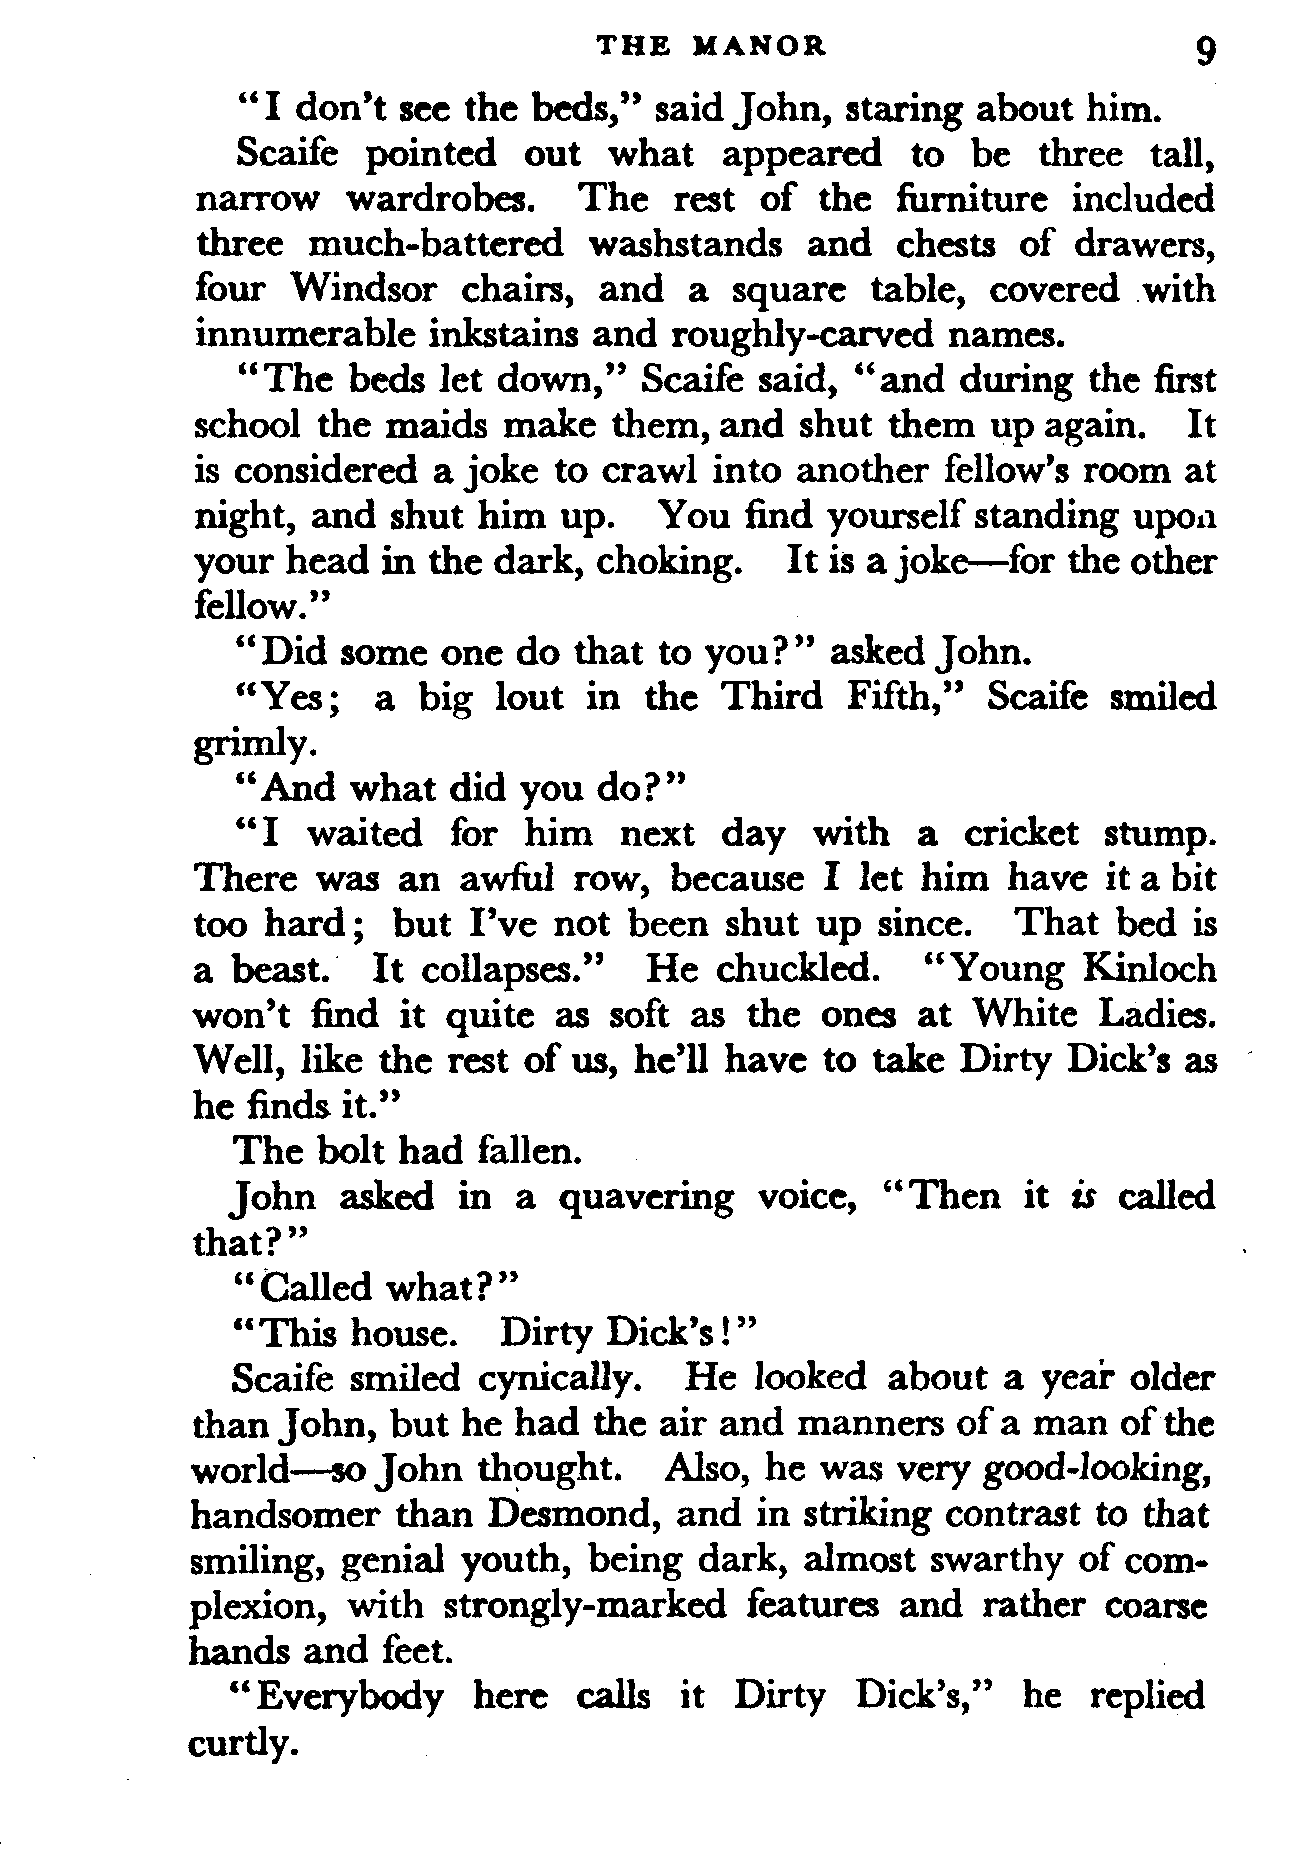 THE MANOR 9
“I don't see the beds,” said John, staring about him.
Scaife pointed out what appeared to be three tall,
narrow wardrobes. The rest of the furniture included
three much-battered washstands and chests of drawers,
four Windsor chairs, and a square table, covered with
innumerable inkstains and roughly-carved names.
“The beds let down,” Scaife said, “and during the first
school the maids make them, and shut them up again. It
is considered a joke to crawl into another fellow's room at
night, and shut him up. You find yourself standing upon
your head in the dark, choking. It is a joke—for the other
fellow.”
“Did some one do that to you?” asked John.
“Yes; a big lout in the Third Fifth,” Scaife smiled
grimly.
“And what did you do?”
“I waited for him next day with a cricket stump.
There was an awful row, because I let him have it a bit
too hard; but I've not been shut up since. That bed is
a beast. It collapses.” He chuckled. “Young Kinloch
won't find it quite as soft as the ones at White Ladies.
Well, like the rest of us, he'll have to take Dirty Dick's as
he finds it.”
The bolt had fallen.
John asked in a quavering voice, “Then it is called
that?”
“Called what?”
“This house. Dirty Dick's!”
Scaife smiled cynically. He looked about a year older
than John, but he had the air and manners of a man of the
world—so John thought. Also, he was very good-looking,
handsomer than Desmond, and in striking contrast to that
smiling, genial youth, being dark, almost swarthy of com-
plexion, with strongly-marked features and rather coarse
hands and feet.
“Everybody here calls it Dirty Dick's,” he replied
curtly.